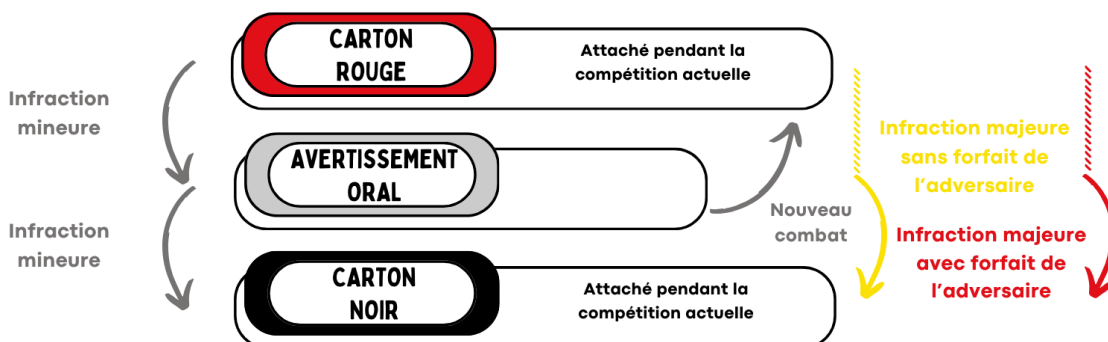 CARTON
ROUGE
Attaché pendant la
compétition actuelle
Infraction
mineure
AVERTISSEMENT
ORAL
Infraction
mineure
Nouveau
combat
CARTON
NOIR
Attaché pendant la
compétition actuelle
Infraction majeure
sans forfait de
l'adversaire
Infraction majeure
avec forfait de
l'adversaire